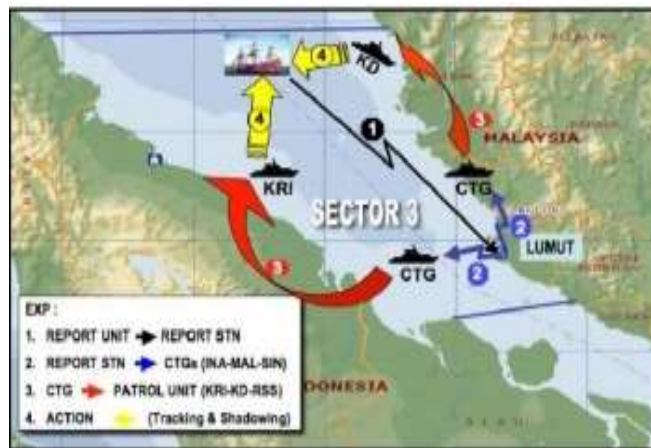 4
KD
4
1
3
MALAYSIA
KRI
CTG
SECTOR 3
2
LUMUT
3
CTG
2
EXP :
1. REPORT UNIT REPORT STN
2. REPORT STN CTGs (INA-MAL-SIN)
3. CTG PATROL UNIT (KRI-KD-RSS)
4. ACTION (Tracking & Shadowing)
DONESIA